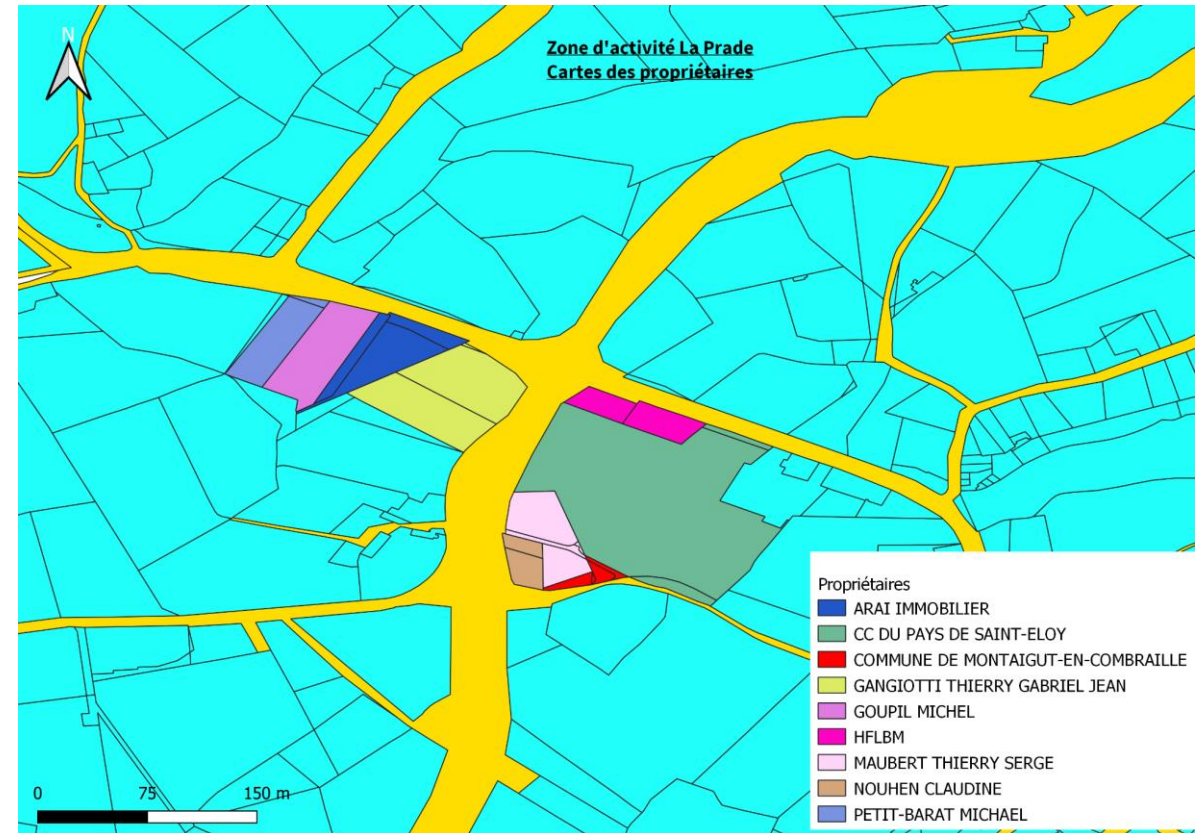 N
Zone d'activité La Prade
Cartes des propriétaires
Propriétaires
ARAI IMMOBILIER
CC DU PAYS DE SAINT-ELOY
COMMUNE DE MONTAIGUT-EN-COMBRAILLE
GANGIOTTI THIERRY GABRIEL JEAN
GOUPIL MICHEL
HFLBM
MAUBERT THIERRY SERGE
NOUHEN CLAUDINE
PETIT-BARAT MICHAEL
0 75 150 m